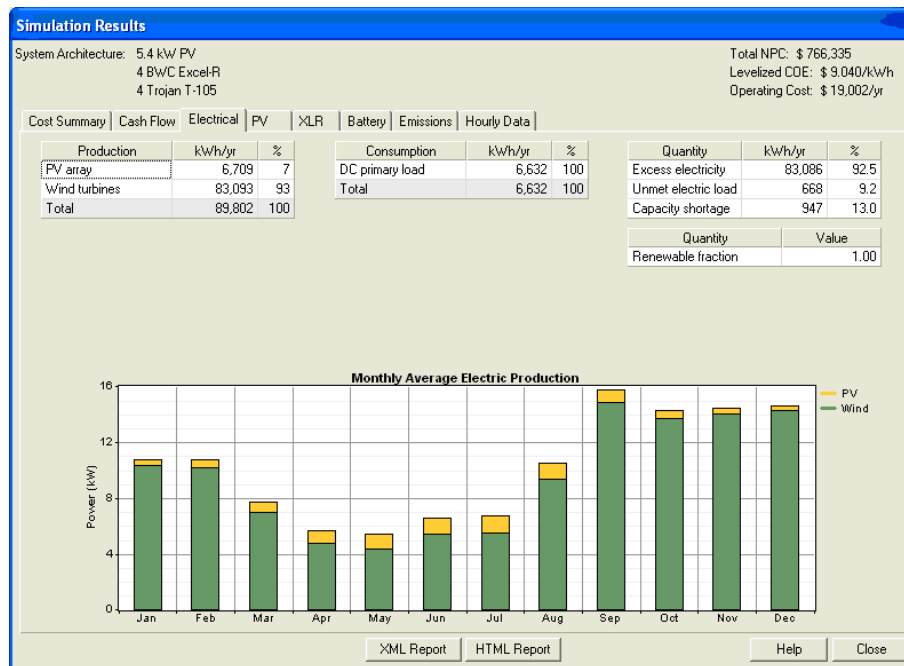 Simulation Results
System Architecture: 5.4 kW PV
4 BWC Excel-R
4 Trojan T-105
Total NPC: $ 766,335
Levelized COE: $ 9.040/kWh
Operating Cost: $ 19,002/yr
Cost Summary Cash Flow Electrical PV XLR Battery Emissions Hourly Data
Production kWh/yr %
PV array 6,709 7
Wind turbines 83,093 93
Total 89,802 100
Consumption kWh/yr %
DC primary load 6,632 100
Total 6,632 100
Quantity kWh/yr %
Excess electricity 83,086 92.5
Unmet electric load 668 9.2
Capacity shortage 947 13.0
Quantity Value
Renewable fraction 1.00
Monthly Average Electric Production
16
12
8
4
0
Power (kW)
Jan Feb Mar Apr May Jun Jul Aug Sep Oct Nov Dec
PV
Wind
XML Report HTML Report Help Close